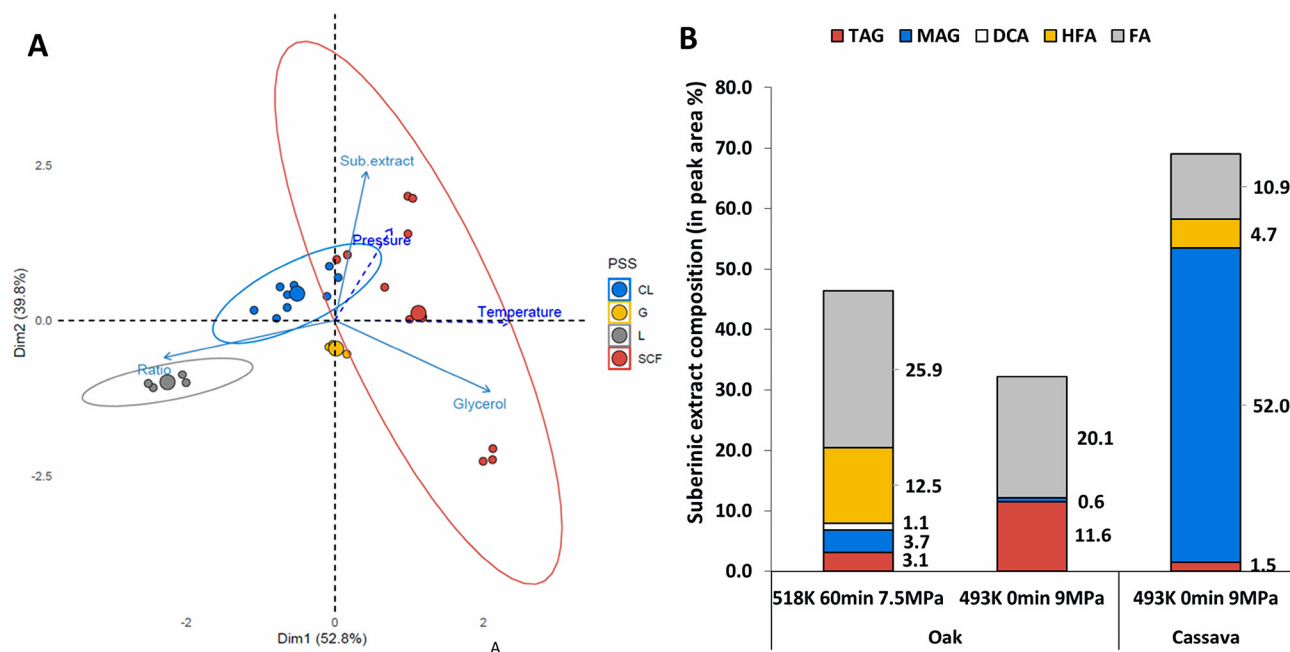 A
Sub.extract
2.5
Pressure
Temperature
0.0
Ratio
Glycerol
-2.5
-2
0
2
Dim1 (52.8%)
Dim2 (39.8%)
A
PSS
CL
G
L
SCF
B
TAG MAG DCA HFA FA
Suberinic extract composition (in peak area %)
80.0
70.0
60.0
50.0
40.0
30.0
20.0
10.0
0.0
25.9
12.5
1.1
3.7
3.1
20.1
0.6
11.6
10.9
4.7
52.0
1.5
518K 60min 7.5MPa 493K 0min 9MPa 493K 0min 9MPa
Oak Cassava